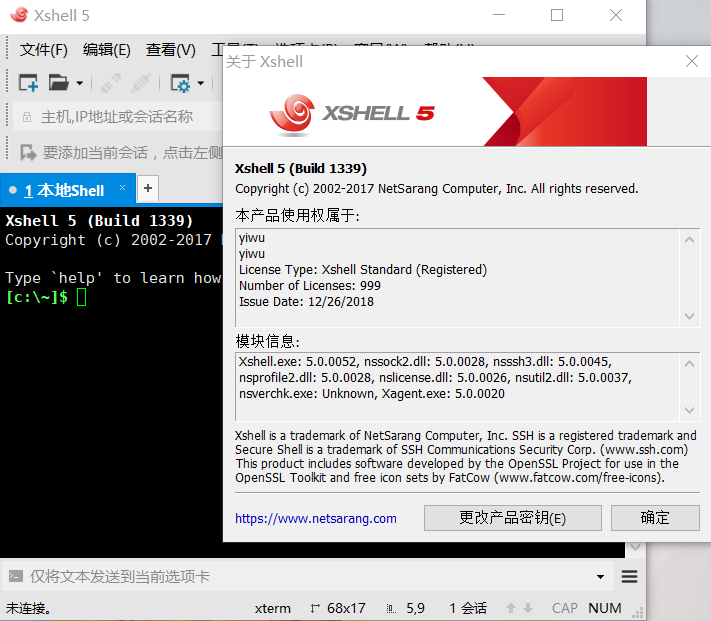 Xshell 5
文件(F) 编辑(E) 查看(V)
关于 Xshell
主机,IP地址或会话名称
XSHELL 5
要添加当前会话，点击左侧
1 本地Shell
+
Xshell 5 (Build 1339)
Copyright (c) 2002-2017
Type `help' to learn how
[c:\~]$
Xshell 5 (Build 1339)
Copyright (c) 2002-2017 NetSarang Computer, Inc. All rights reserved.
本产品使用权属于:
yiwu
yiwu
License Type: Xshell Standard (Registered)
Number of Licenses: 999
Issue Date: 12/26/2018
模块信息:
Xshell.exe: 5.0.0052, nssock2.dll: 5.0.0028, nsssh3.dll: 5.0.0045,
nsprofile2.dll: 5.0.0028, nslicense.dll: 5.0.0026, nsutil2.dll: 5.0.0037,
nsverchk.exe: Unknown, Xagent.exe: 5.0.0020
Xshell is a trademark of NetSarang Computer, Inc. SSH is a registered trademark and
Secure Shell is a trademark of SSH Communications Security Corp. (www.ssh.com)
This product includes software developed by the OpenSSL Project for use in the
OpenSSL Toolkit and free icon sets by FatCow (www.fatcow.com/free-icons).
https://www.netsarang.com 更改产品密钥(E) 确定
仅将文本发送到当前选项卡
未连接。 xterm 68x17 5,9 1 会话 CAP NUM